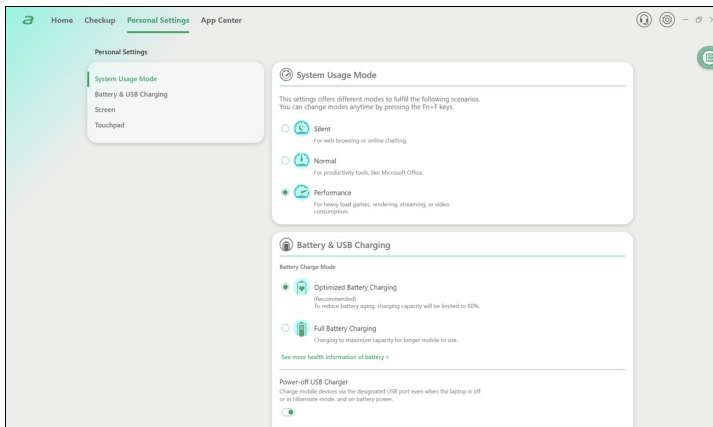 a Home Checkup Personal Settings App Center
Personal Settings
System Usage Mode
Battery & USB Charging
Screen
Touchpad
System Usage Mode
This settings offers different modes to fulfill the following scenarios.
You can change modes anytime by pressing the Fn+F keys.
Silent
For web browsing or online chatting.
Normal
For productivity tools, like Microsoft Office.
Performance
For heavy load games, rendering, streaming, or video
consumption.
Battery & USB Charging
Battery Charge Mode
Optimized Battery Charging
(Recommended)
To reduce battery aging, charging capacity will be limited to 80%.
Full Battery Charging
Charging to maximum capacity for longer mobile to use.
See more health information of battery >
Power-off USB Charger
Charge mobile devices via the designated USB port even when the laptop is off
or in Hibernate mode, and on battery power.